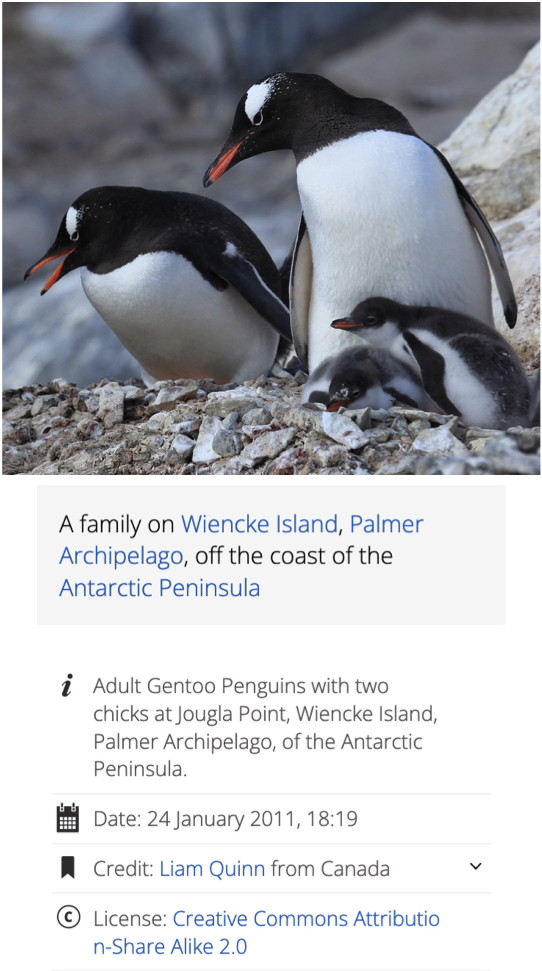 A family on Wiencke Island, Palmer
Archipelago, off the coast of the
Antarctic Peninsula
Adult Gentoo Penguins with two
chicks at Jougla Point, Wiencke Island,
Palmer Archipelago, of the Antarctic
Peninsula.
Date: 24 January 2011, 18:19
Credit: Liam Quinn from Canada
License: Creative Commons Attributio
n-Share Alike 2.0